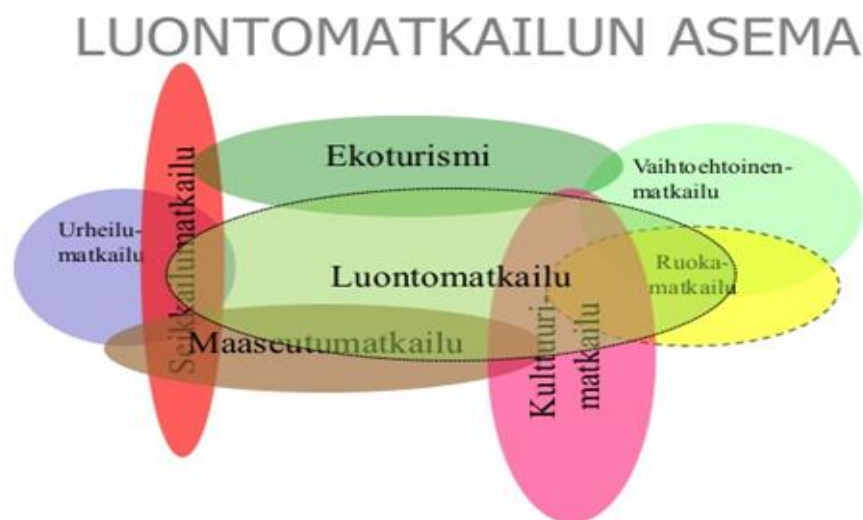 LUONTOMATKAILUN ASEMA
Ekoturismi
Vaihtoehtoinen-
matkailu
Urheilu-
matkailu
Seikkailumatkailu
Luontomatkailu
Ruoka-
matkailu
Maaseutumatkailu
Kulttuuri-
matkailu